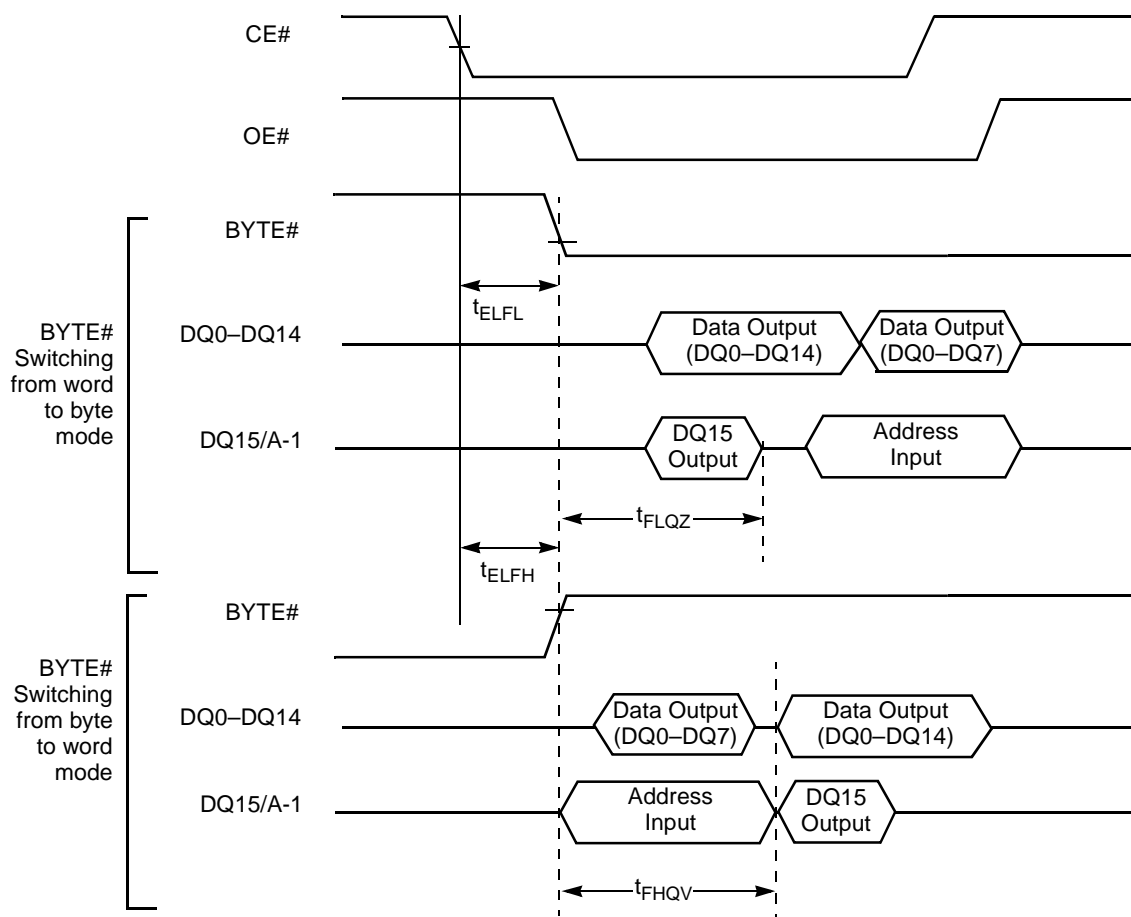 CE#
OE#
BYTE#
tELFL
BYTE#
Switching
from word
to byte
mode
DQ0–DQ14
Data Output
(DQ0–DQ14)
Data Output
(DQ0–DQ7)
DQ15/A-1
DQ15
Output
Address
Input
tFLQZ
tELFH
BYTE#
BYTE#
Switching
from byte
to word
mode
DQ0–DQ14
Data Output
(DQ0–DQ7)
Data Output
(DQ0–DQ14)
DQ15/A-1
Address
Input
DQ15
Output
tFHQV